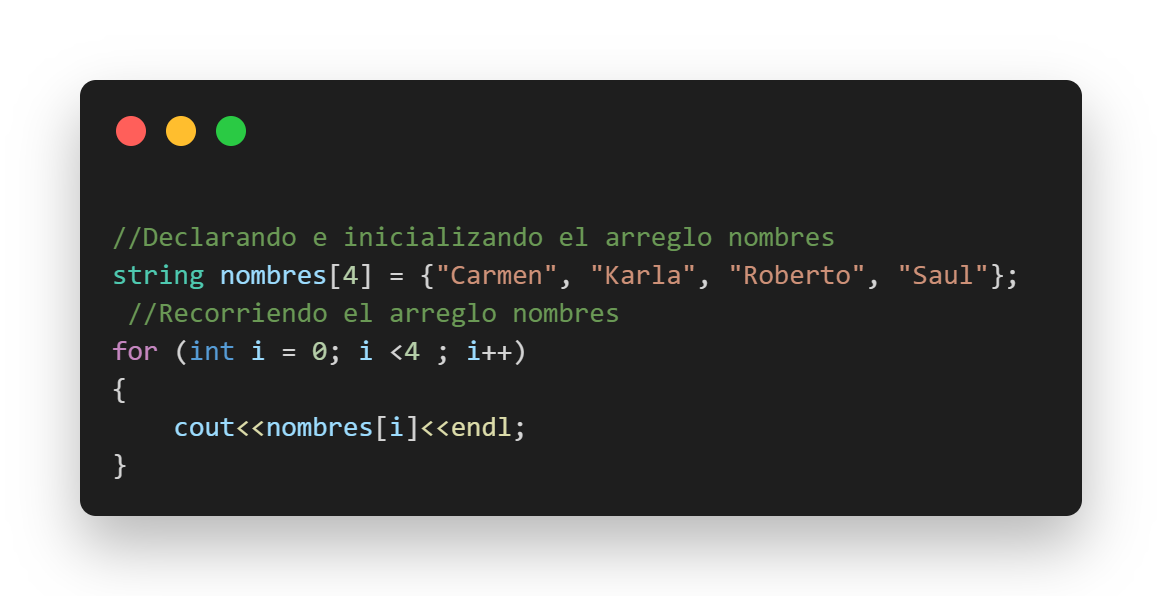 //Declarando e inicializando el arreglo nombres
string nombres[4] = {"Carmen", "Karla", "Roberto", "Saul"};
 //Recorriendo el arreglo nombres
for (int i = 0; i <4 ; i++)
{
    cout<<nombres[i]<<endl;
}